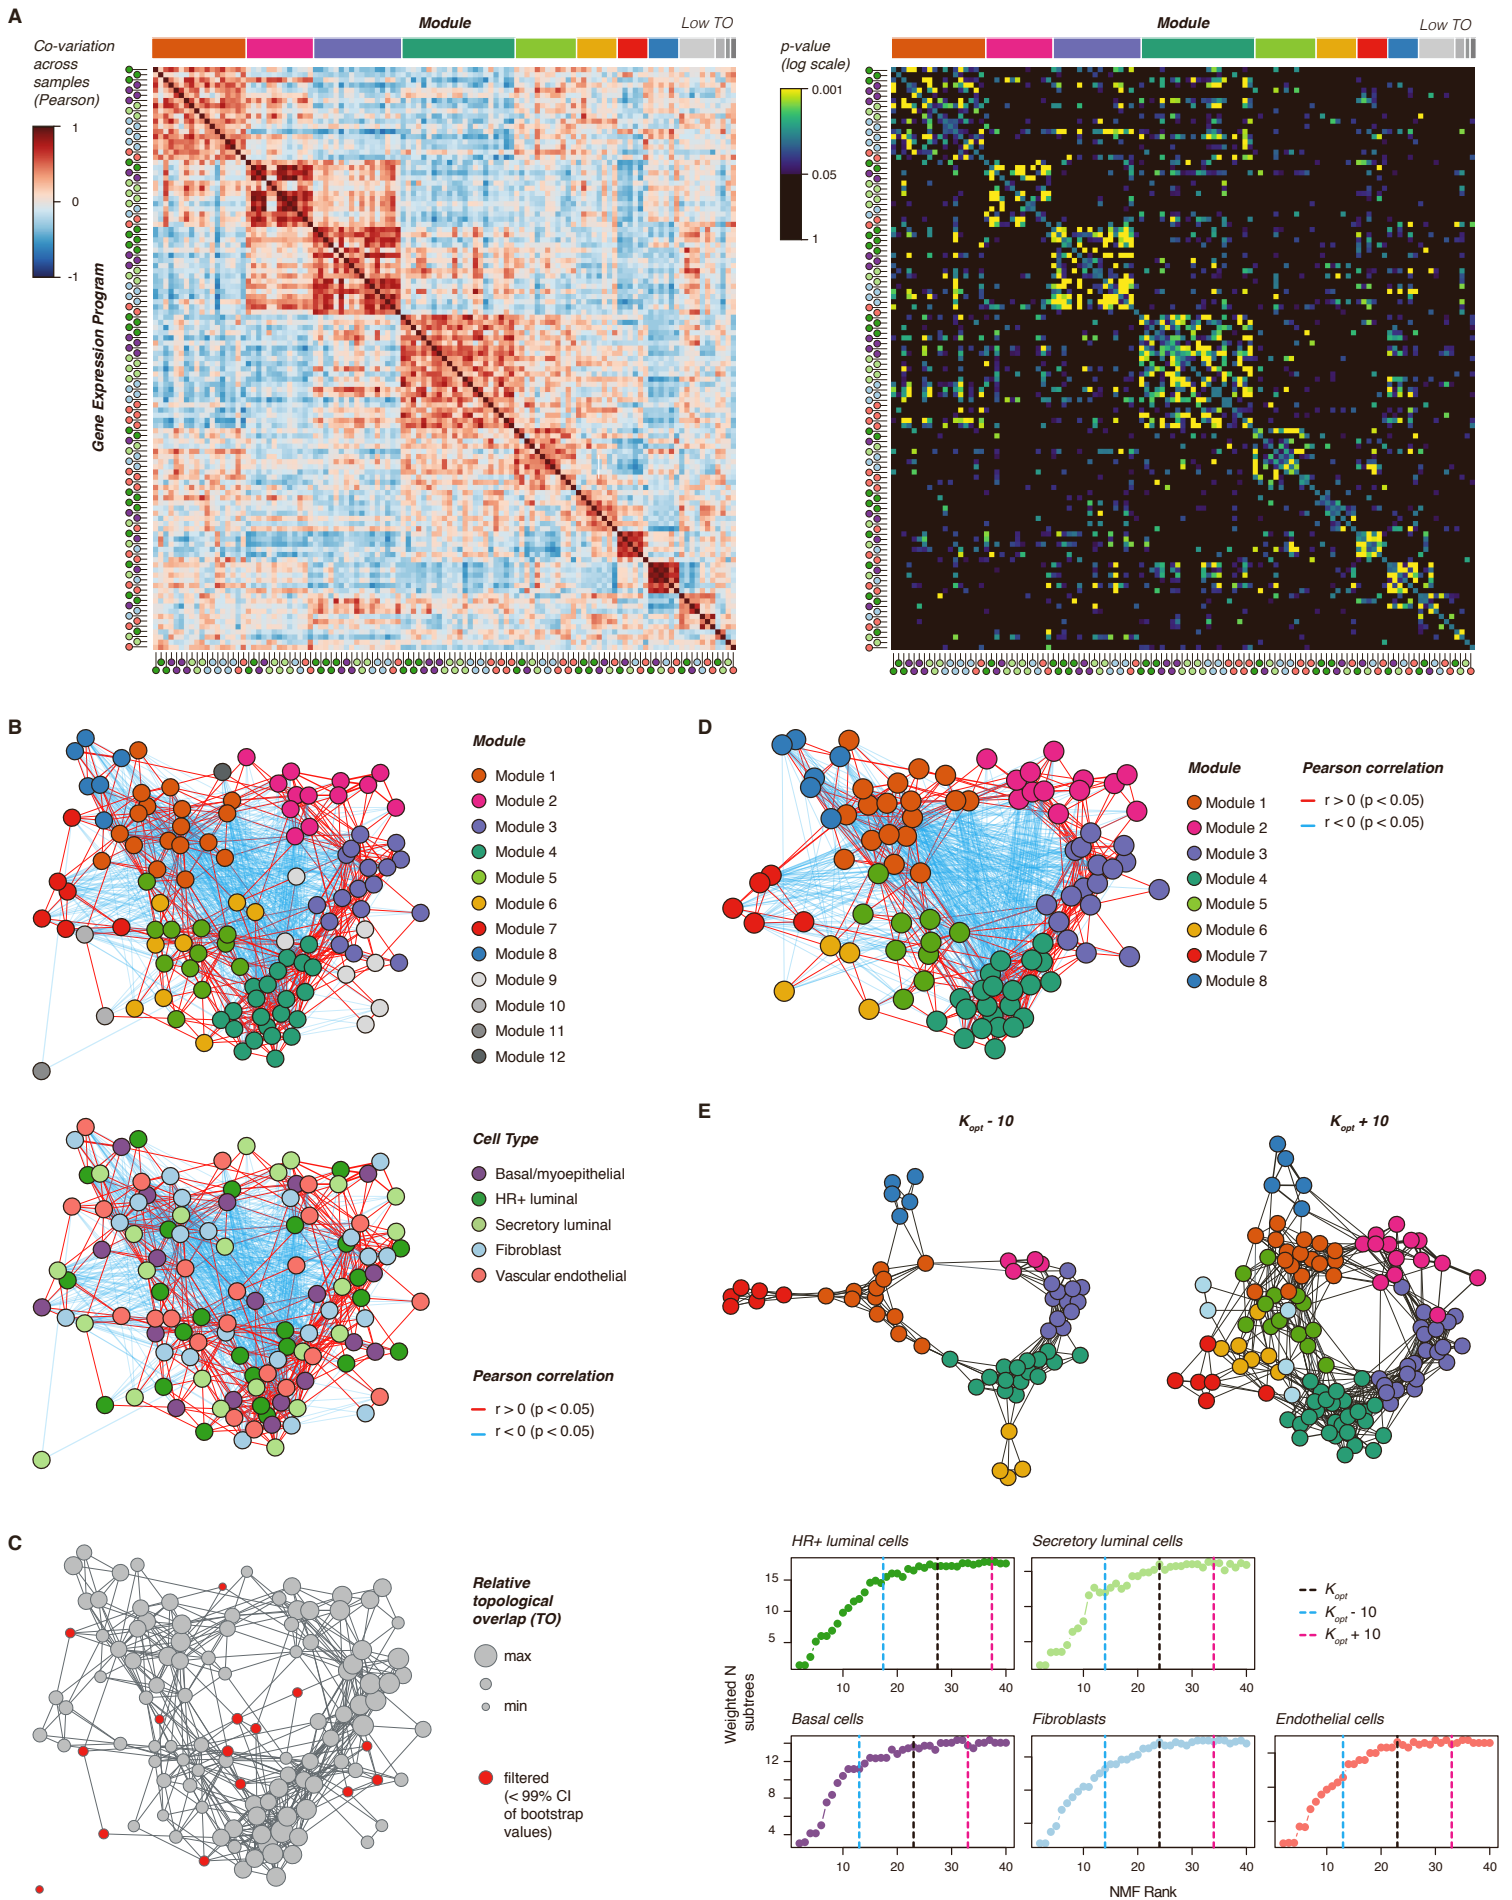 A
Module
Low TO
Co-variation
across
samples
(Pearson)
1
0
-1
Gene Expression Program
Module
Low TO
p-value
(log scale)
0.001
0.05
1
B
Module
Module 1
Module 2
Module 3
Module 4
Module 5
Module 6
Module 7
Module 8
Module 9
Module 10
Module 11
Module 12
Cell Type
Basal/myoepithelial
HR+ luminal
Secretory luminal
Fibroblast
Vascular endothelial
Pearson correlation
r > 0 (p < 0.05)
r < 0 (p < 0.05)
C
Relative
topological
overlap (TO)
max
min
filtered
(< 99% CI
of bootstrap
values)
D
Module
Module 1
Module 2
Module 3
Module 4
Module 5
Module 6
Module 7
Module 8
Pearson correlation
r > 0 (p < 0.05)
r < 0 (p < 0.05)
E
Kopt - 10
Kopt + 10
HR+ luminal cells
15
10
5
10 20 30 40
Secretory luminal cells
10 20 30 40
Kopt
Kopt - 10
Kopt + 10
Weighted N
subtrees
Basal cells
12
8
4
10 20 30 40
Fibroblasts
10 20 30 40
Endothelial cells
10 20 30 40
NMF Rank